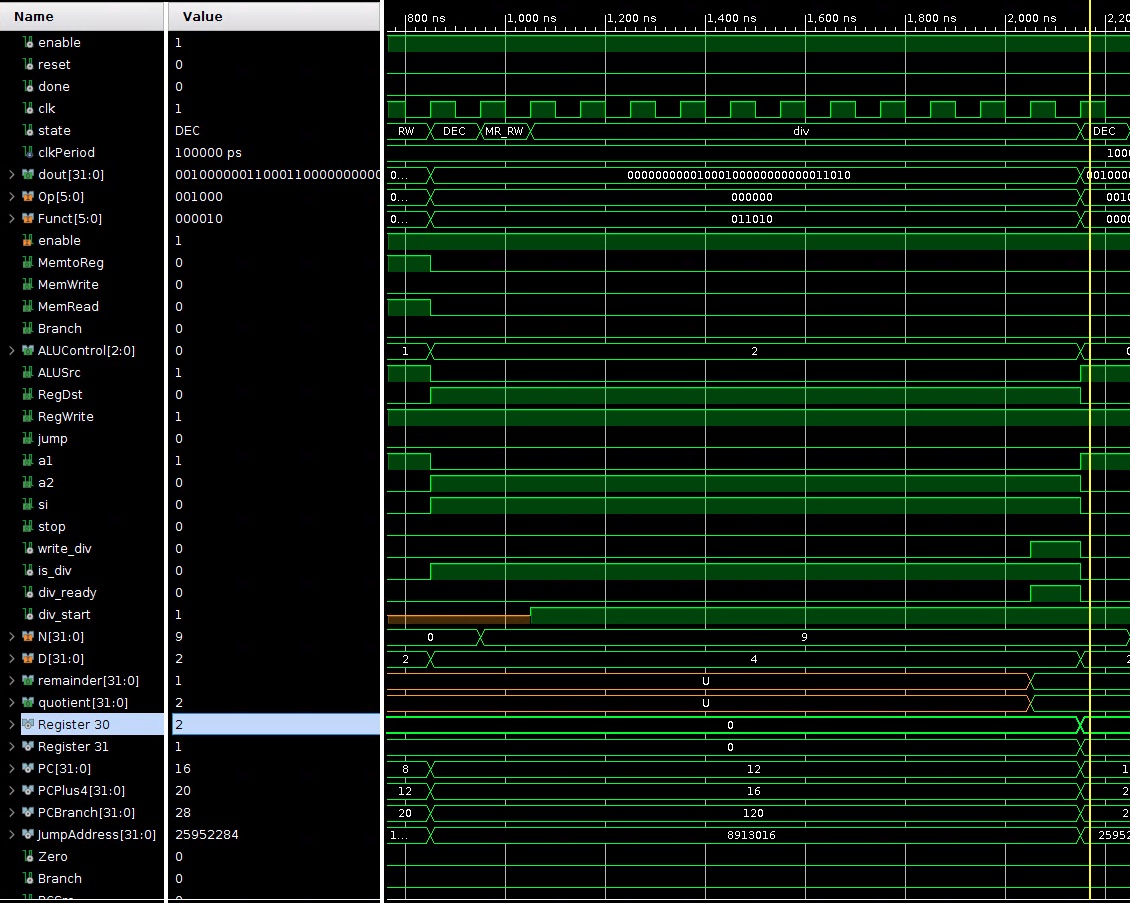 Name Value 800 ns 1,000 ns 1,200 ns 1,400 ns 1,600 ns 1,800 ns 2,000 ns 2,20
enable 1
reset 0
done 0
clk 1
state DEC RW DEC MR_RW div DEC
clkPeriod 100000 ps 100
dout[31:0] 00100000011000110000000000 0... 00000000001000100000000000011010 0010000
Op[5:0] 001000 0... 000000 0010
Funct[5:0] 000010 0... 011010 0000
enable 1
MemtoReg 0
MemWrite 0
MemRead 0
Branch 0
ALUControl[2:0] 0 1 2 0
ALUSrc 1
RegDst 0
RegWrite 1
jump 0
a1 1
a2 0
si 0
stop 0
write_div 0
is_div 0
div_ready 0
div_start 1
N[31:0] 9 0 9
D[31:0] 2 2 4 2
remainder[31:0] 1 U
quotient[31:0] 2 U
Register 30 2 0
Register 31 1 0
PC[31:0] 16 8 12 1
PCPlus4[31:0] 20 12 16 2
PCBranch[31:0] 28 20 120 2
JumpAddress[31:0] 25952284 1... 8913016 25952
Zero 0
Branch 0